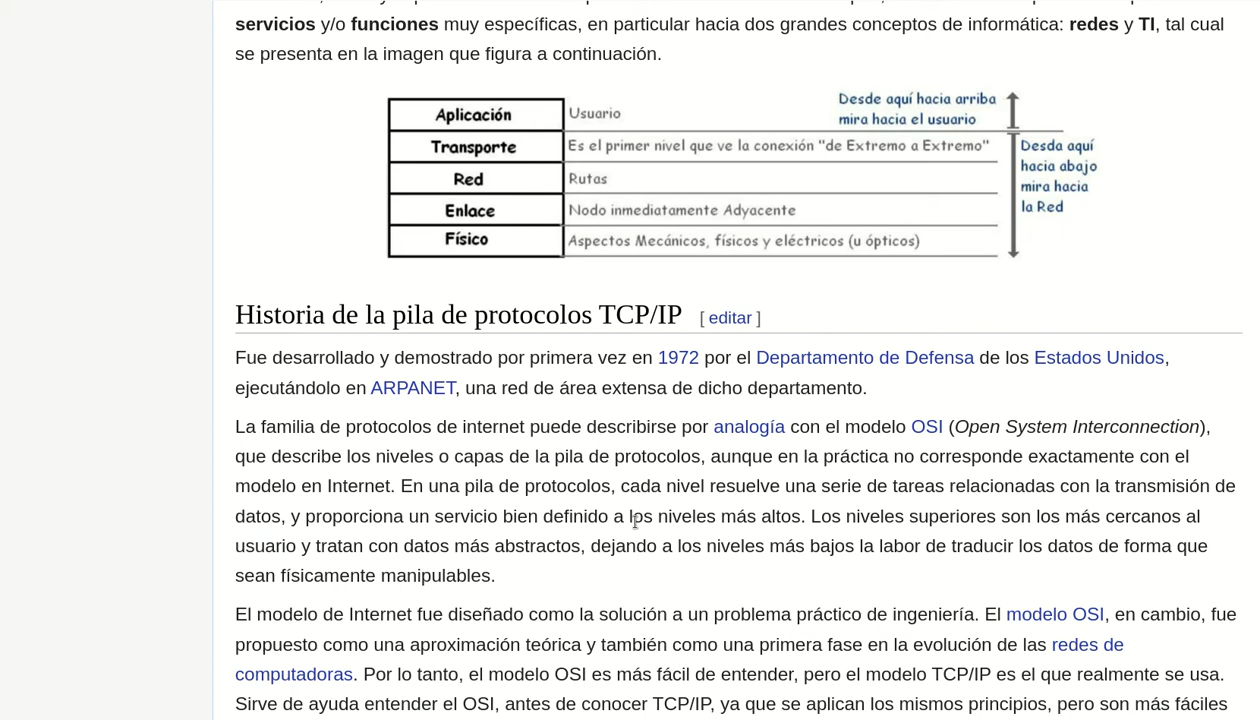 servicios y/o funciones muy específicas, en particular hacia dos grandes conceptos de informática: redes y TI, tal cual
se presenta en la imagen que figura a continuación.
Desde aquí hacia arriba
mira hacia el usuario
Aplicación Usuario
Transporte Es el primer nivel que ve la conexión "de Extremo a Extremo"
Red Rutas
Enlace Nodo inmediatamente Adyacente
Físico Aspectos Mecánicos, físicos y eléctricos (u ópticos)
Desda aquí
hacia abajo
mira hacia
la Red
Historia de la pila de protocolos TCP/IP [ editar ]
Fue desarrollado y demostrado por primera vez en 1972 por el Departamento de Defensa de los Estados Unidos,
ejecutándolo en ARPANET, una red de área extensa de dicho departamento.
La familia de protocolos de internet puede describirse por analogía con el modelo OSI (Open System Interconnection),
que describe los niveles o capas de la pila de protocolos, aunque en la práctica no corresponde exactamente con el
modelo en Internet. En una pila de protocolos, cada nivel resuelve una serie de tareas relacionadas con la transmisión de
datos, y proporciona un servicio bien definido a los niveles más altos. Los niveles superiores son los más cercanos al
usuario y tratan con datos más abstractos, dejando a los niveles más bajos la labor de traducir los datos de forma que
sean físicamente manipulables.
El modelo de Internet fue diseñado como la solución a un problema práctico de ingeniería. El modelo OSI, en cambio, fue
propuesto como una aproximación teórica y también como una primera fase en la evolución de las redes de
computadoras. Por lo tanto, el modelo OSI es más fácil de entender, pero el modelo TCP/IP es el que realmente se usa.
Sirve de ayuda entender el OSI, antes de conocer TCP/IP, ya que se aplican los mismos principios, pero son más fáciles